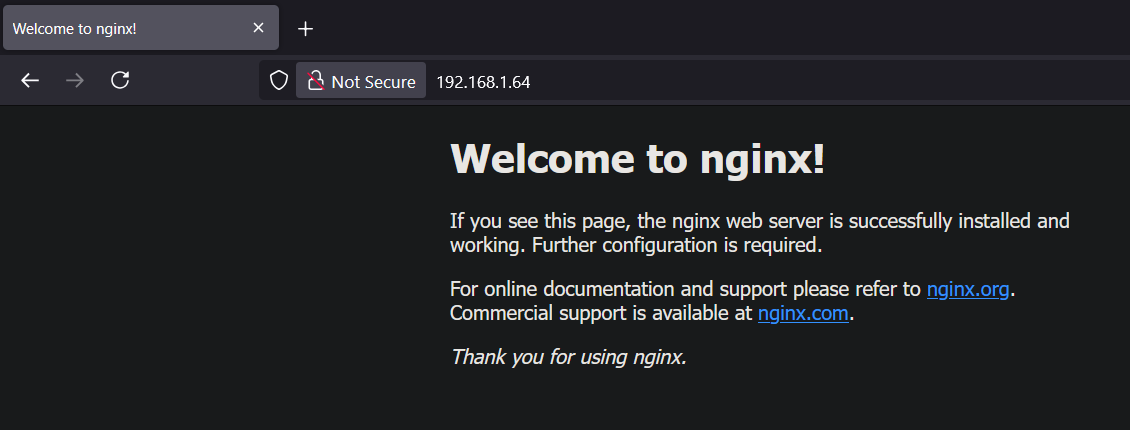 Welcome to nginx!
Not Secure
192.168.1.64
Welcome to nginx!
If you see this page, the nginx web server is successfully installed and
working. Further configuration is required.
For online documentation and support please refer to nginx.org.
Commercial support is available at nginx.com.
Thank you for using nginx.